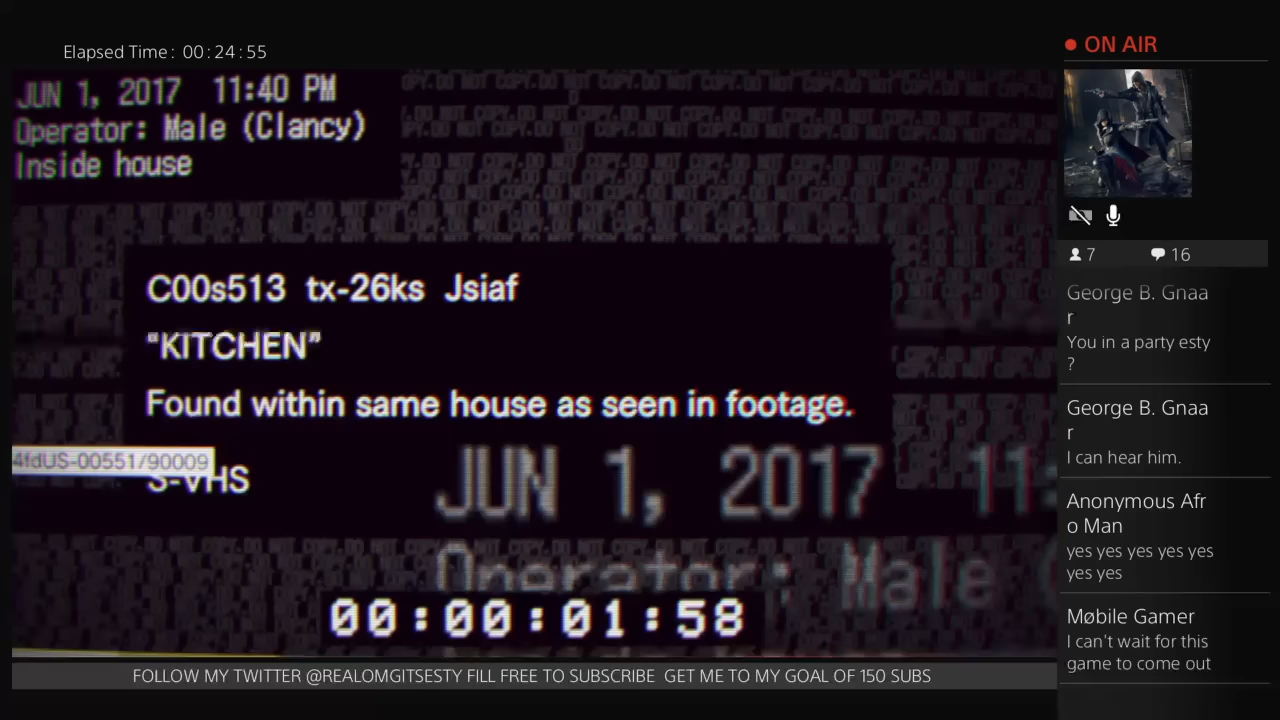 Elapsed Time: 00:24:55
JUN 1, 2017 11:40 PM
Operator: Male (Clancy)
Inside house
C00s513 tx-26ks Jsiaf
"KITCHEN"
Found within same house as seen in footage.
4fdUS-00551/90009
S-VHS
JUN 1, 2017 11:
Operator: Male (
00:00:01:58
FOLLOW MY TWITTER @REALOMGITSESTY FILL FREE TO SUBSCRIBE GET ME TO MY GOAL OF 150 SUBS
ON AIR
7 16
George B. Gnaa
r
You in a party esty
?
George B. Gnaa
r
I can hear him.
Anonymous Afr
o Man
yes yes yes yes yes
yes yes
Møbile Gamer
I can't wait for this
game to come out